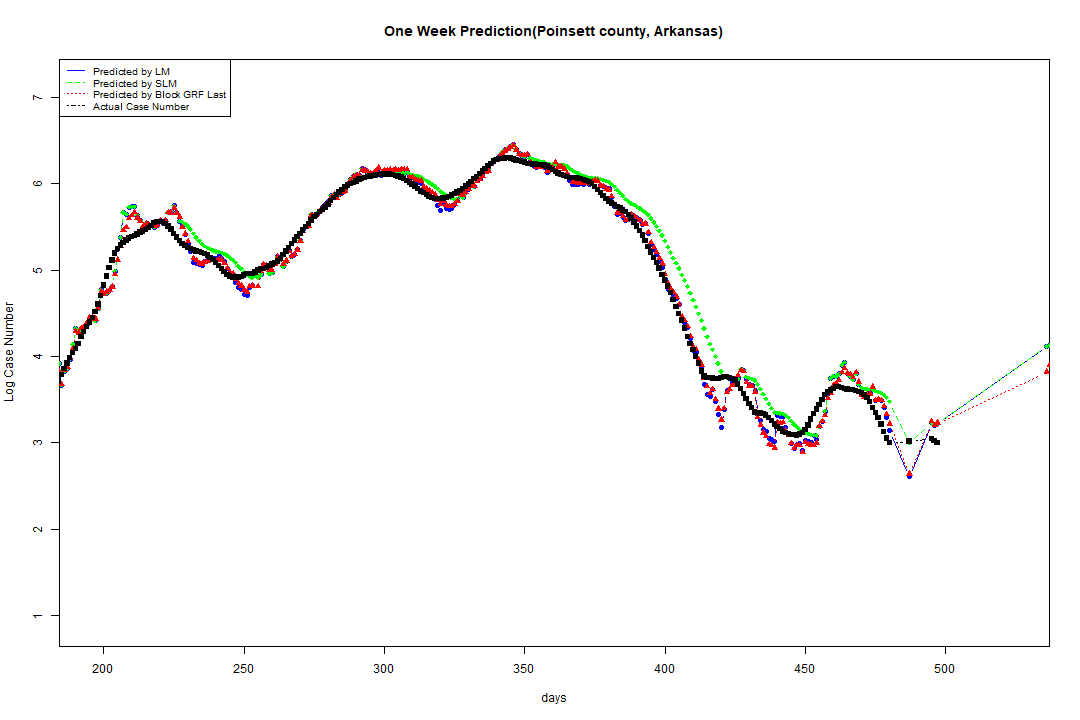 One Week Prediction(Poinsett county, Arkansas)
Predicted by LM
Predicted by SLM
Predicted by Block GRF Last
Actual Case Number
7
6
5
4
3
2
1
Log Case Number
200 250 300 350 400 450 500
days